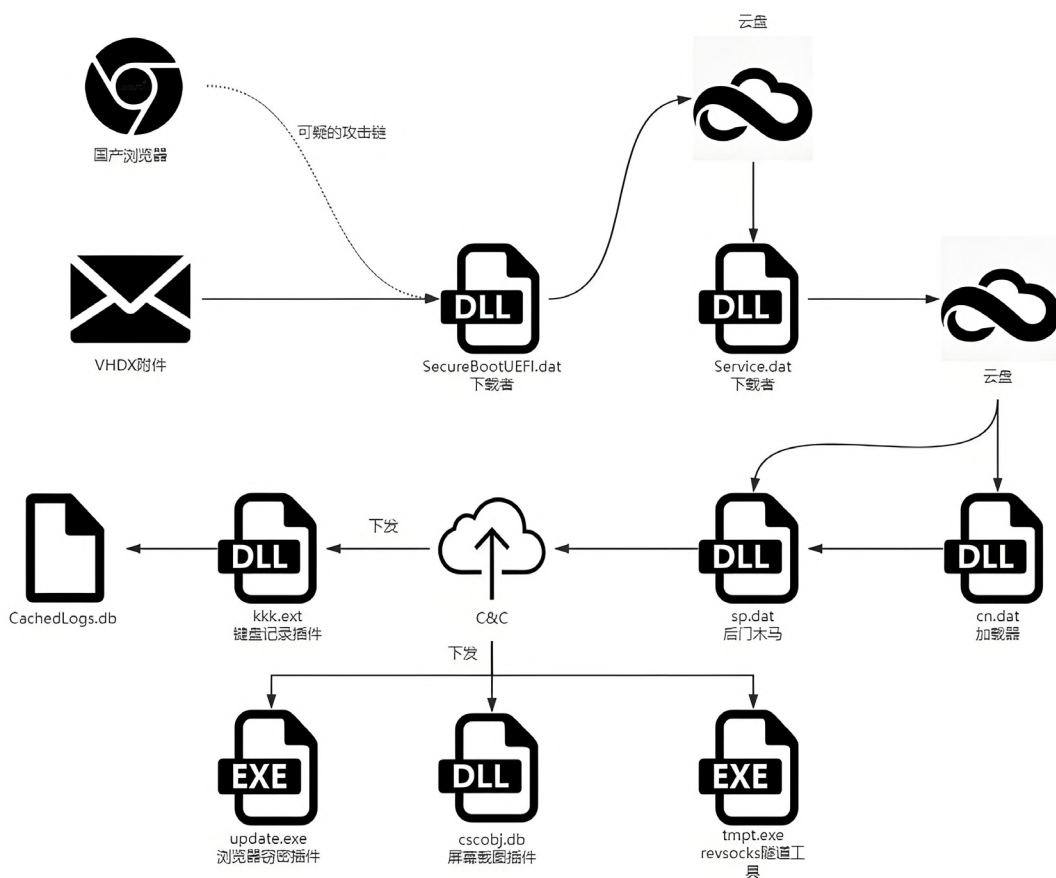 云盘
可疑的攻击链
国产浏览器
DLL
DLL
VHDX附件
SecureBootUEFI.dat
下载者
Service.dat
下载者
云盘
下发
DLL
DLL
DLL
CachedLogs.db
kkk.ext
键盘记录插件
C&C
sp.dat
后门木马
cn.dat
加载器
下发
EXE
DLL
EXE
update.exe
浏览器窃密插件
cscobj.db
屏幕截图插件
tmpt.exe
revsocks隧道工
具